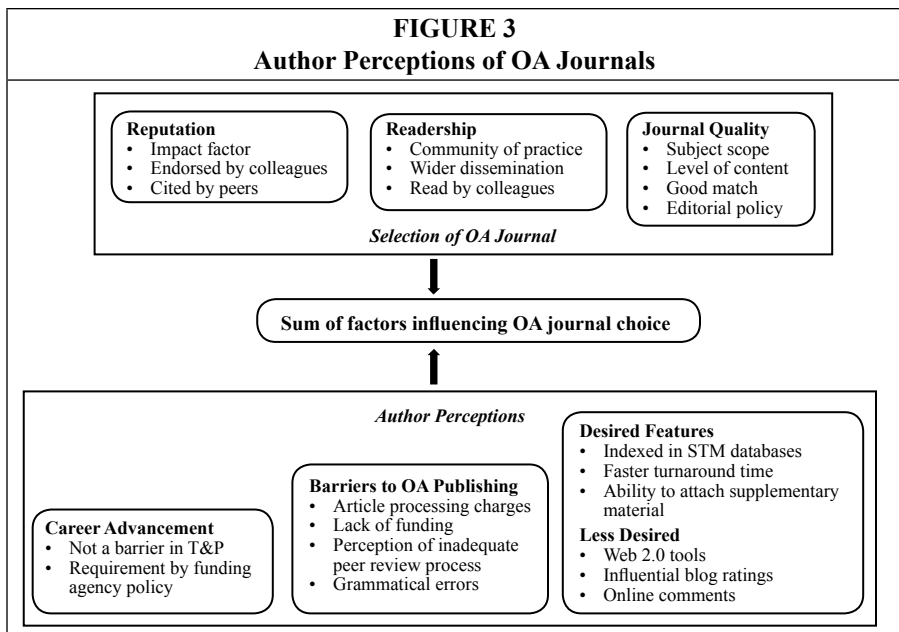 FIGURE 3
Author Perceptions of OA Journals
Reputation
• Impact factor
• Endorsed by colleagues
• Cited by peers
Readership
• Community of practice
• Wider dissemination
• Read by colleagues
Journal Quality
• Subject scope
• Level of content
• Good match
• Editorial policy
Selection of OA Journal
Sum of factors influencing OA journal choice
Author Perceptions
Career Advancement
• Not a barrier in T&P
• Requirement by funding
agency policy
Barriers to OA Publishing
• Article processing charges
• Lack of funding
• Perception of inadequate
peer review process
• Grammatical errors
Desired Features
• Indexed in STM databases
• Faster turnaround time
• Ability to attach supplementary
material
Less Desired
• Web 2.0 tools
• Influential blog ratings
• Online comments